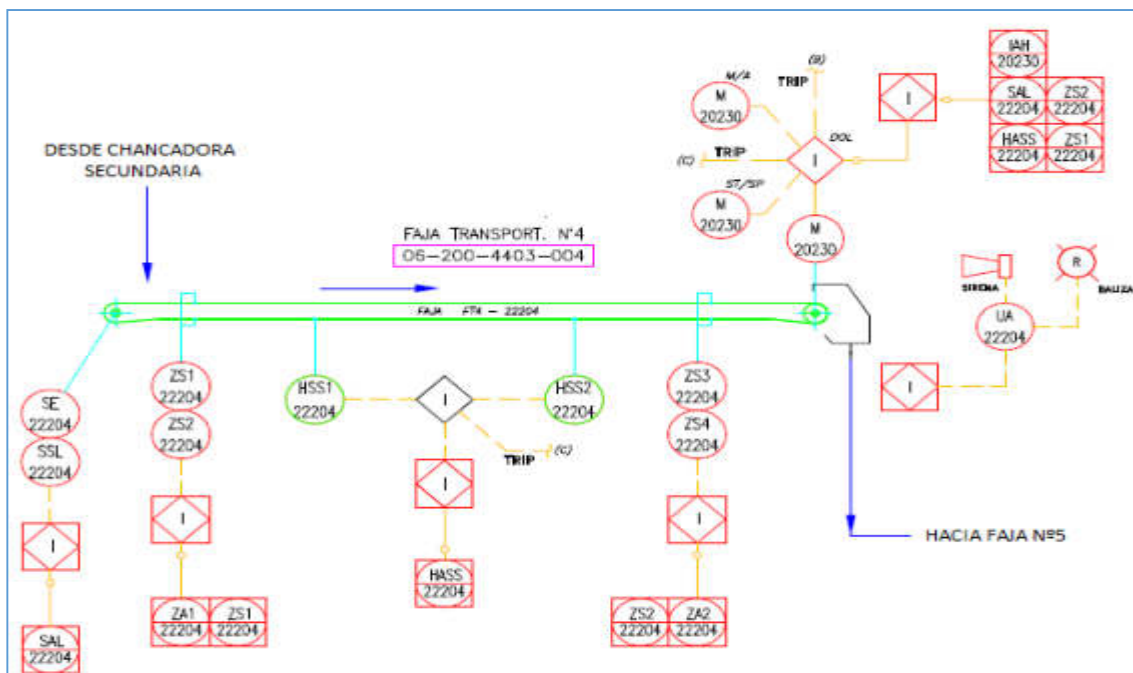 DESDE CHANCADORA
SECUNDARIA
FAJA TRANSPORT. N°4
06-200-4403-004
FAJA FTA - 22204
M/A
M
20230
(B)
TRIP
(C)
TRIP
I
DOL
ST/SP
M
20230
M
20230
I
IAH
20230
SAL
22204
ZS2
22204
HASS
22204
ZS1
22204
SIRENA
R
BALIZA
UA
22204
I
SE
22204
SSL
22204
I
SAL
22204
ZS1
22204
ZS2
22204
I
ZA1
22204
ZS1
22204
HSS1
22204
I
HSS2
22204
TRIP
(C)
I
HASS
22204
ZS3
22204
ZS4
22204
I
ZS2
22204
ZA2
22204
HACIA FAJA Nº5